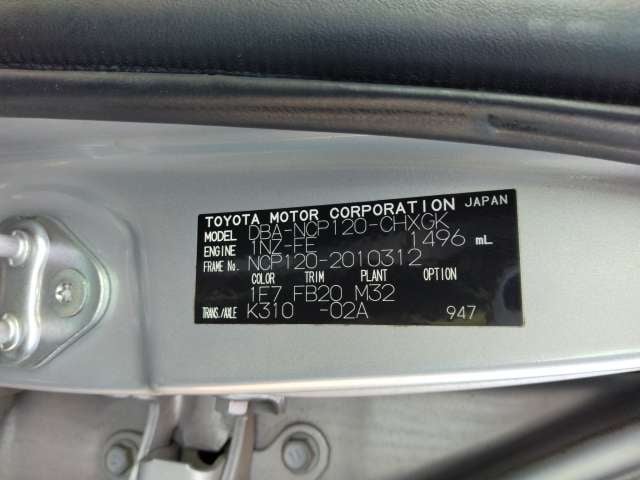 TOYOTA MOTOR CORPORATION JAPAN
MODEL DBA-NCP120-CHXGK
ENGINE 1NZ-FE 1496 mL
FRAME No. NCP120-2010312
COLOR TRIM PLANT OPTION
1F7 FB20 M32
TRANS./AXLE K310 -02A 947